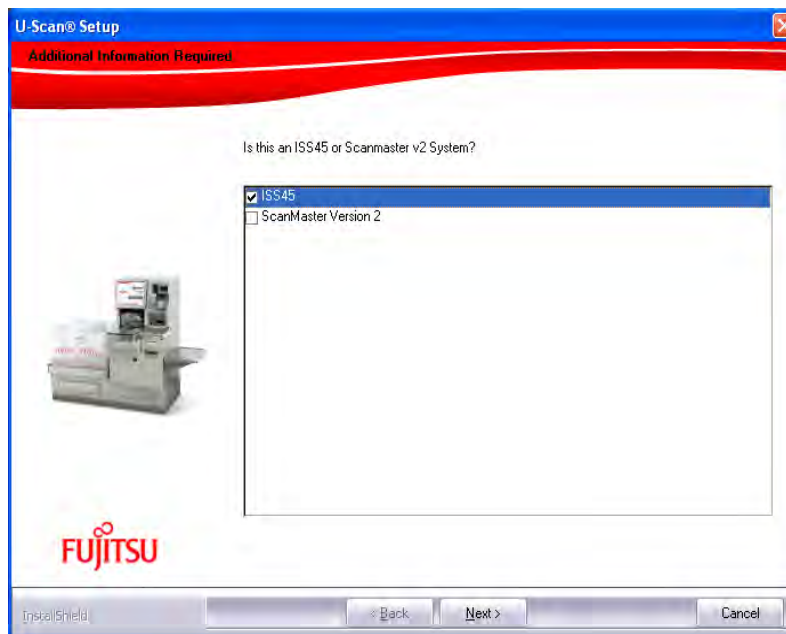 U-Scan® Setup
Additional Information Required
Is this an ISS45 or Scanmaster v2 System?
ISS45
ScanMaster Version 2
FUJITSU
InstallShield
< Back
Next >
Cancel